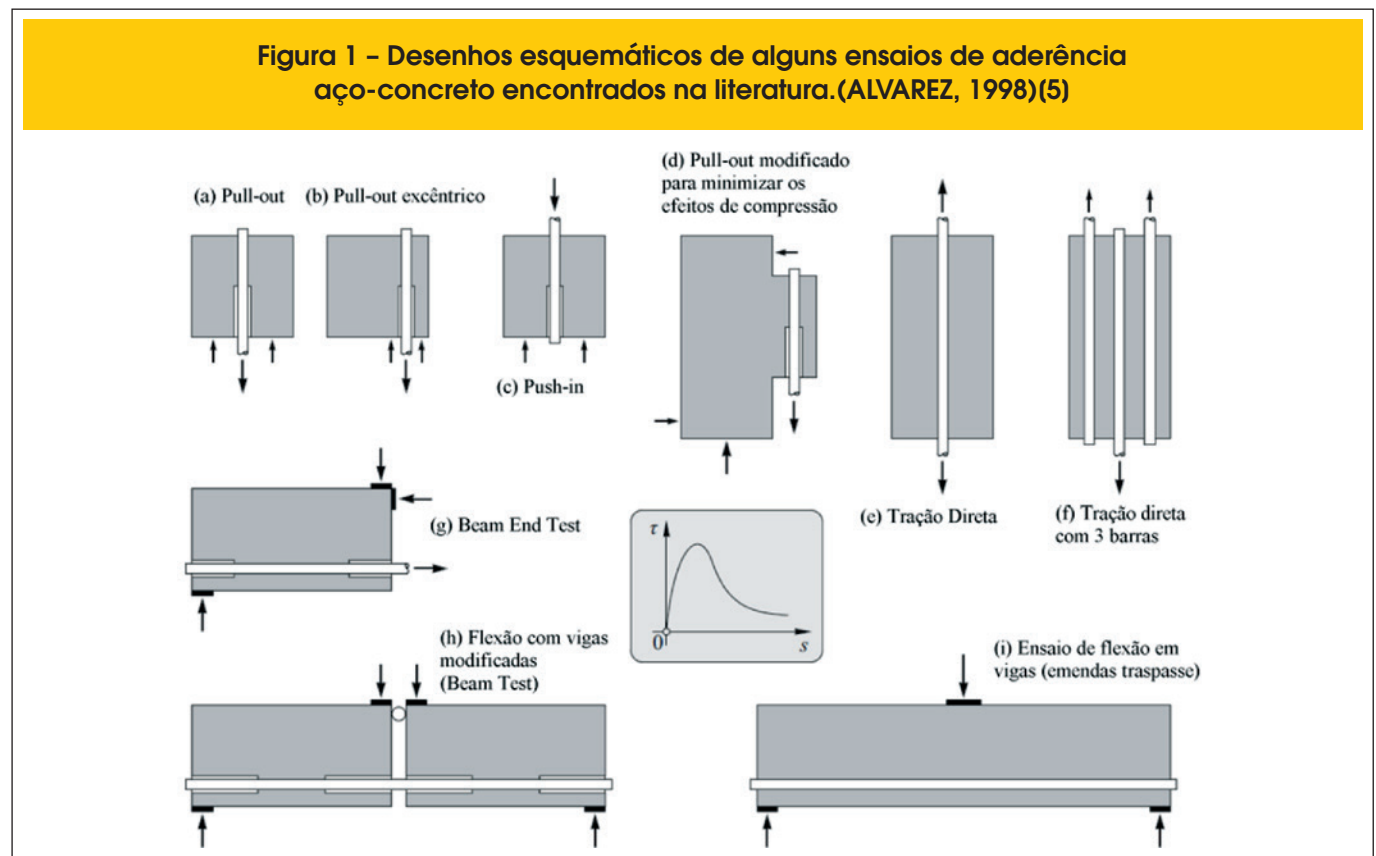 Figura 1 – Desenhos esquemáticos de alguns ensaios de aderência
aço-concreto encontrados na literatura.(ALVAREZ, 1998)(5)
(a) Pull-out
(b) Pull-out excêntrico
(c) Push-in
(d) Pull-out modificado
para minimizar os
efeitos de compressão
(e) Tração Direta
(f) Tração direta
com 3 barras
(g) Beam End Test
τ
0
s
(h) Flexão com vigas
modificadas
(Beam Test)
(i) Ensaio de flexão em
vigas (emendas traspasse)